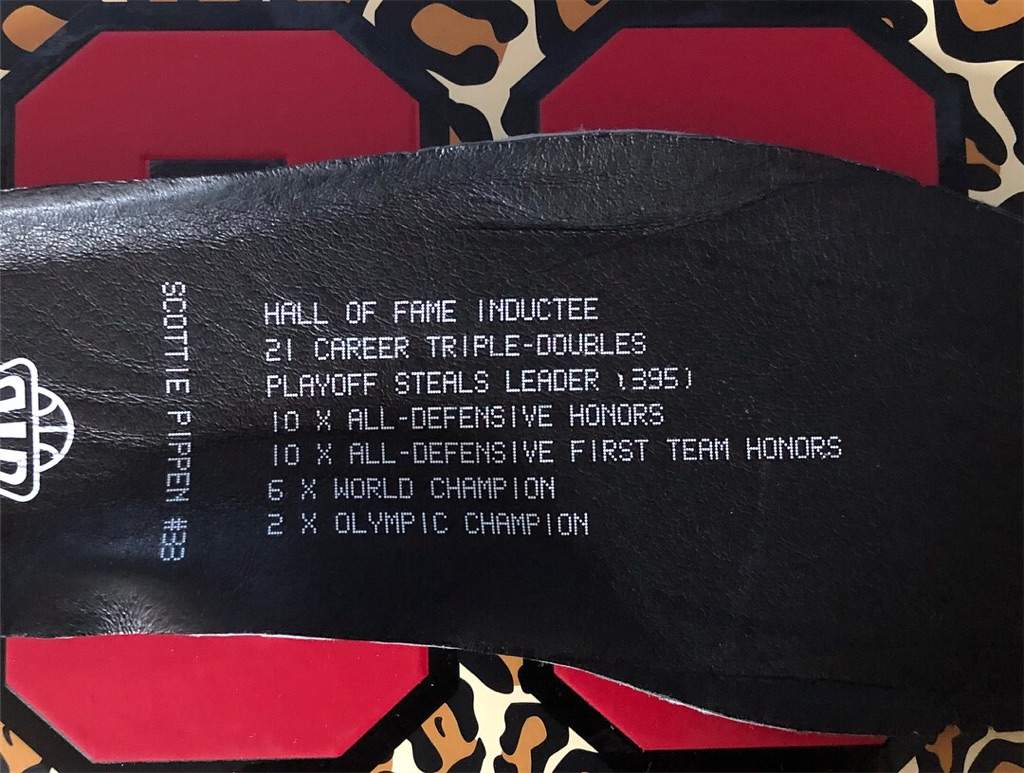 SCOTTIE PIPPEN #33
HALL OF FAME INDUCTEE
21 CAREER TRIPLE-DOUBLES
PLAYOFF STEALS LEADER (395)
10 X ALL-DEFENSIVE HONORS
10 X ALL-DEFENSIVE FIRST TEAM HONORS
6 X WORLD CHAMPION
2 X OLYMPIC CHAMPION